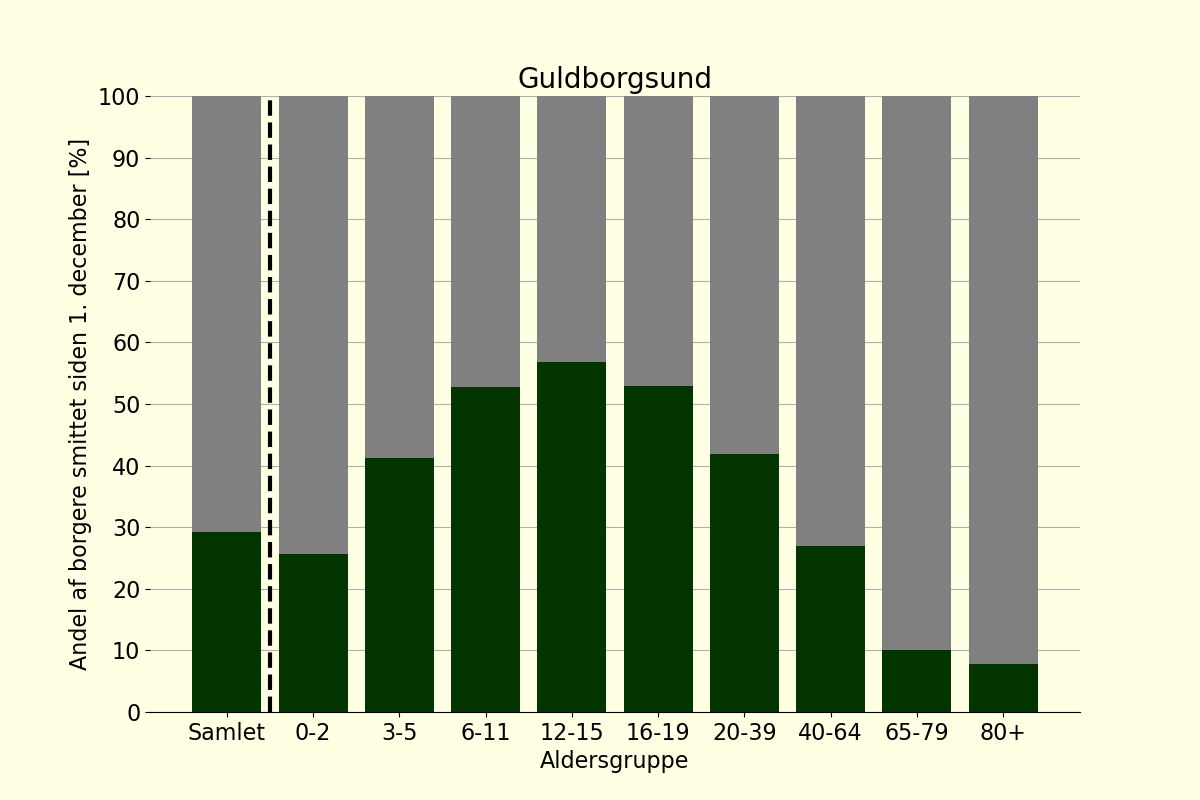 Guldborgsund
Andel af borgere smittet siden 1. december [%]
100
90
80
70
60
50
40
30
20
10
0
Samlet 0-2 3-5 6-11 12-15 16-19 20-39 40-64 65-79 80+
Aldersgruppe